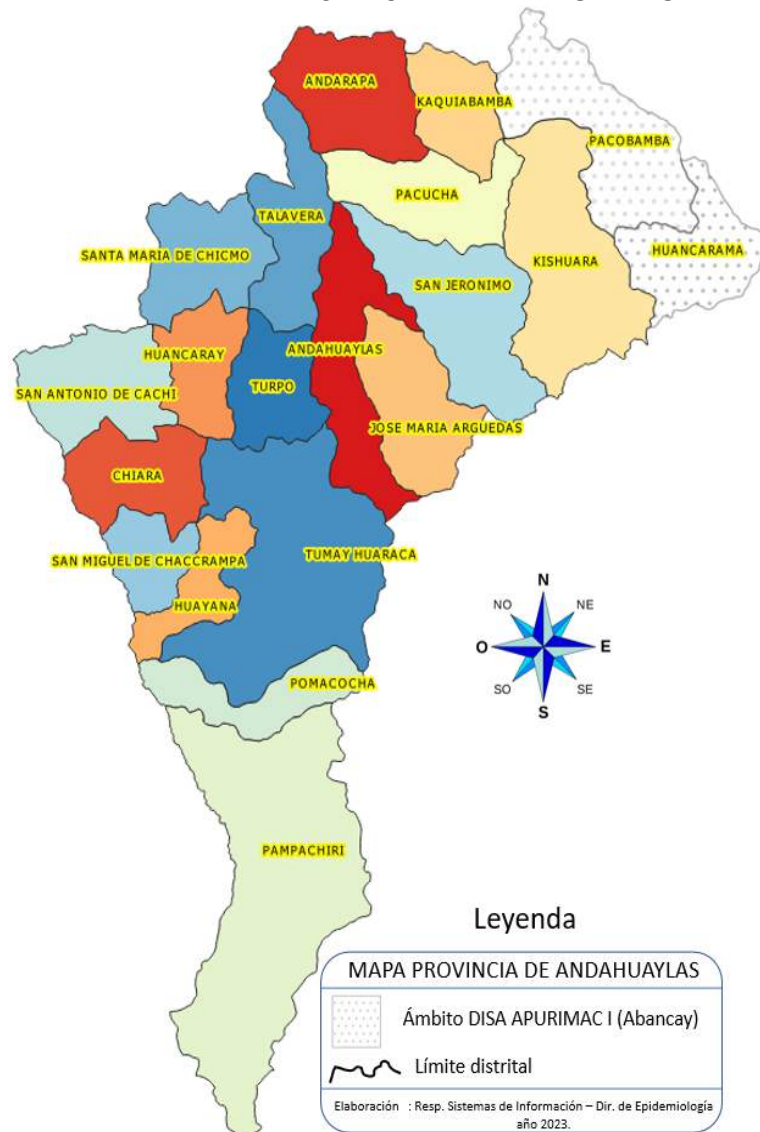 ANDARAPA
KAQUIABAMBA
PACOBAMBA
PACUCHA
TALAVERA
HUANCARAMA
SANTA MARIA DE CHICMO
KISHUARA
SAN JERONIMO
ANDAHUAYLAS
HUANCARAY
TURPO
SAN ANTONIO DE CACHI
JOSE MARIA ARGUEDAS
CHIARA
TUMAY HUARACA
SAN MIGUEL DE CHACCRAMPA
HUAYANA
N
NO
NE
O
E
SO
SE
S
POMACOCHA
PAMPACHIRI
Leyenda
MAPA PROVINCIA DE ANDAHUAYLAS
Ámbito DISA APURIMAC I (Abancay)
Límite distrital
Elaboración : Resp. Sistemas de Información – Dir. de Epidemiología
año 2023.